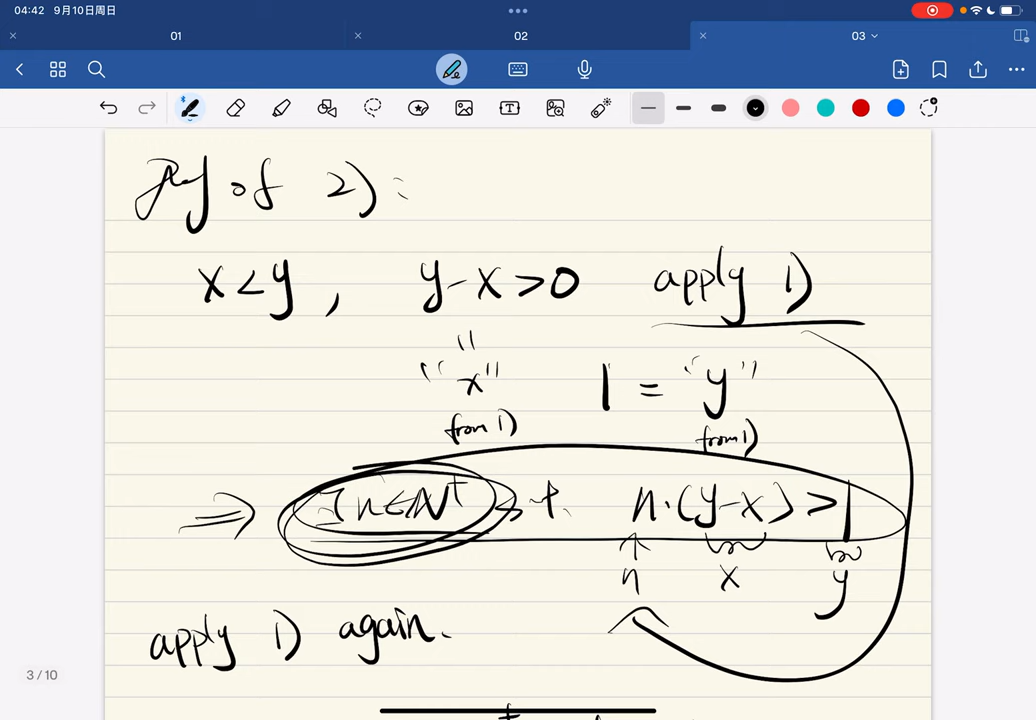 04:42 9月10日周日
01 02 03
of 2):
x < y , y-x > 0 apply 1)
"
"x" 1 = "y"
from 1) from 1)
⇒ ∃ n ∈ N⁺ s.t. n·(y-x) > 1
n x y
apply 1) again.
3 / 10